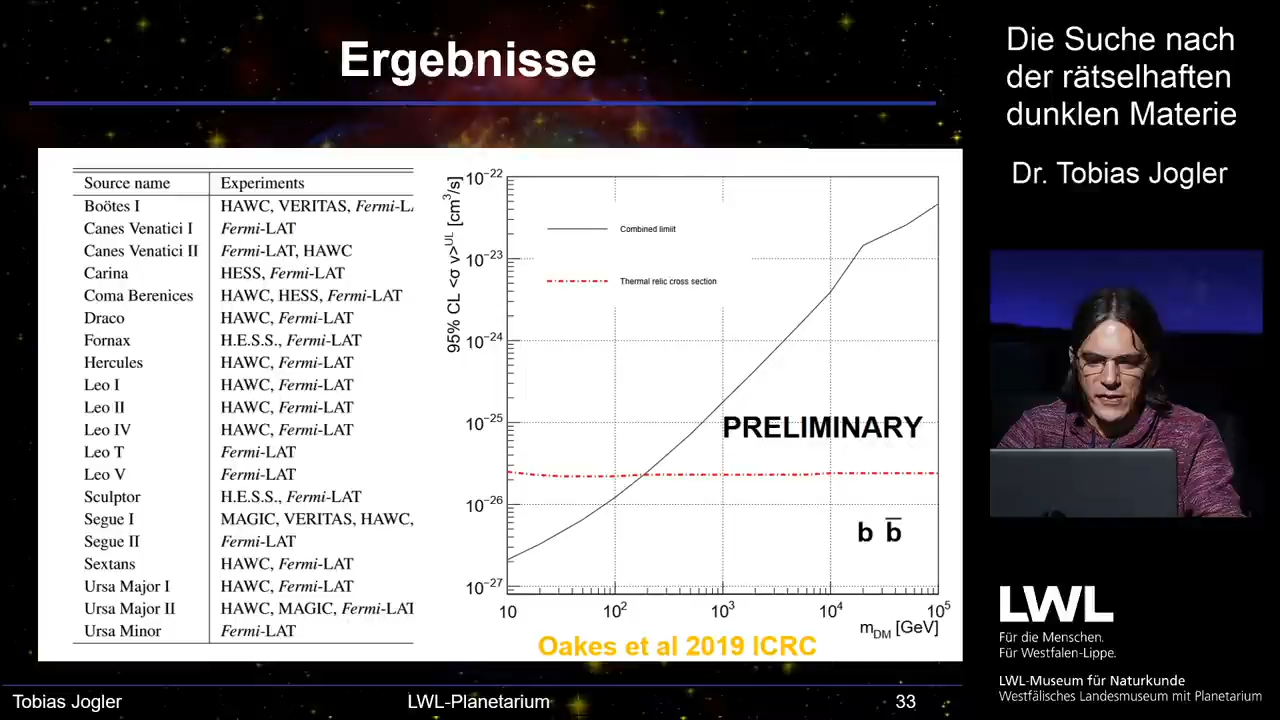 Ergebnisse
Source name Experiments
Boötes I HAWC, VERITAS, Fermi-LA
Canes Venatici I Fermi-LAT
Canes Venatici II Fermi-LAT, HAWC
Carina HESS, Fermi-LAT
Coma Berenices HAWC, HESS, Fermi-LAT
Draco HAWC, Fermi-LAT
Fornax H.E.S.S., Fermi-LAT
Hercules HAWC, Fermi-LAT
Leo I HAWC, Fermi-LAT
Leo II HAWC, Fermi-LAT
Leo IV HAWC, Fermi-LAT
Leo T Fermi-LAT
Leo V Fermi-LAT
Sculptor H.E.S.S., Fermi-LAT
Segue I MAGIC, VERITAS, HAWC,
Segue II Fermi-LAT
Sextans HAWC, Fermi-LAT
Ursa Major I HAWC, Fermi-LAT
Ursa Major II HAWC, MAGIC, Fermi-LAT
Ursa Minor Fermi-LAT
95% CL <σ v>^UL [cm³/s]
10⁻²²
10⁻²³
10⁻²⁴
10⁻²⁵
10⁻²⁶
10⁻²⁷
Combined limiit
Thermal relic cross section
PRELIMINARY
b b̅
10 10² 10³ 10⁴ 10⁵
m_DM [GeV]
Oakes et al 2019 ICRC
Tobias Jogler LWL-Planetarium 33
Die Suche nach
der rätselhaften
dunklen Materie
Dr. Tobias Jogler
LWL
Für die Menschen.
Für Westfalen-Lippe.
LWL-Museum für Naturkunde
Westfälisches Landesmuseum mit Planetarium